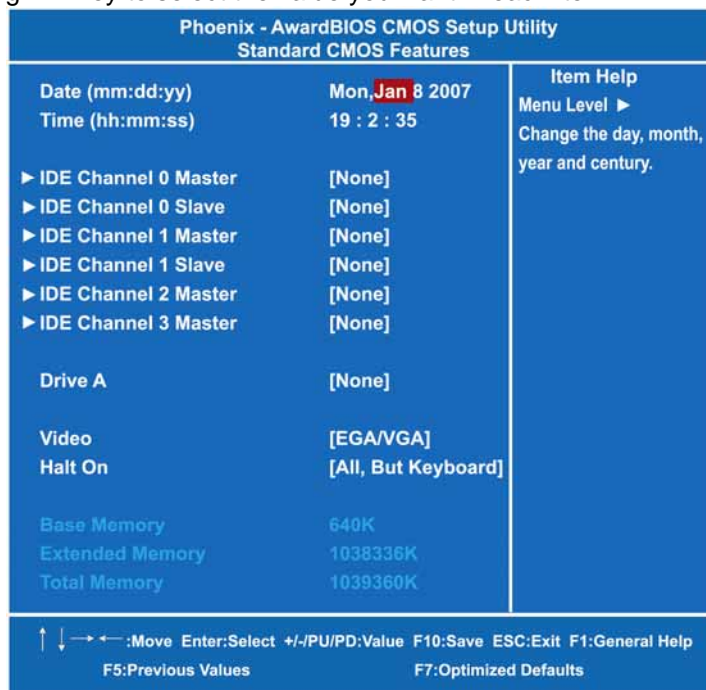 Phoenix - AwardBIOS CMOS Setup Utility
Standard CMOS Features
Date (mm:dd:yy) Mon,Jan 8 2007
Time (hh:mm:ss) 19 : 2 : 35
► IDE Channel 0 Master [None]
► IDE Channel 0 Slave [None]
► IDE Channel 1 Master [None]
► IDE Channel 1 Slave [None]
► IDE Channel 2 Master [None]
► IDE Channel 3 Master [None]
Drive A [None]
Video [EGA/VGA]
Halt On [All, But Keyboard]
Base Memory 640K
Extended Memory 1038336K
Total Memory 1039360K
Item Help
Menu Level ►
Change the day, month,
year and century.
↑ ↓ → ← :Move Enter:Select +/-/PU/PD:Value F10:Save ESC:Exit F1:General Help
F5:Previous Values F7:Optimized Defaults